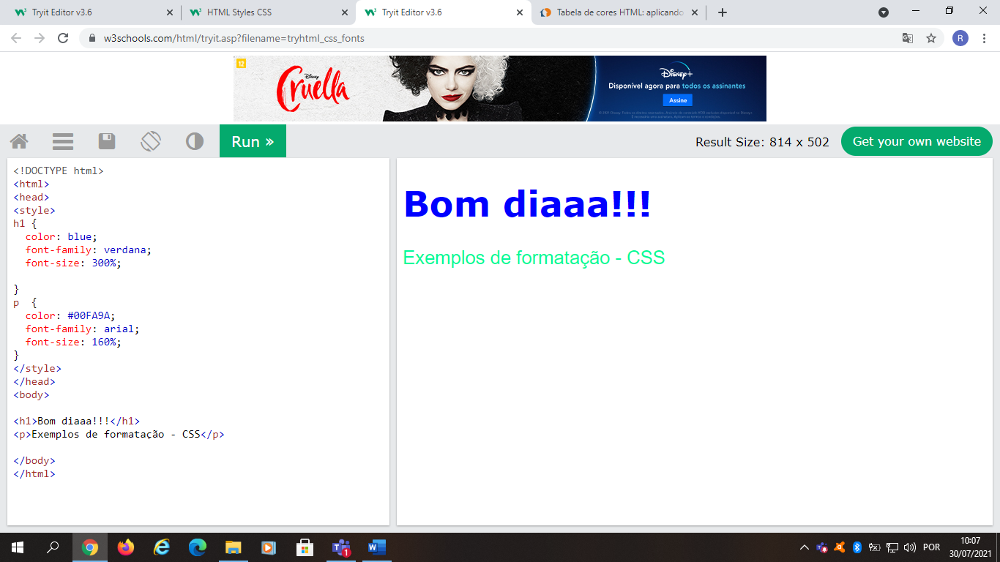 Tryit Editor v3.6
HTML Styles CSS
Tryit Editor v3.6
Tabela de cores HTML: aplicando
w3schools.com/html/tryit.asp?filename=tryhtml_css_fonts
R
12
Disney
Cruella
Disney+
Disponível agora para todos os assinantes
Assine
Run »
Result Size: 814 x 502
Get your own website
<!DOCTYPE html>
<html>
<head>
<style>
h1 {
color: blue;
font-family: verdana;
font-size: 300%;
}
p  {
color: #00FA9A;
font-family: arial;
font-size: 160%;
}
</style>
</head>
<body>
<h1>Bom diaaa!!!</h1>
<p>Exemplos de formatação - CSS</p>
</body>
</html>
Bom diaaa!!!
Exemplos de formatação - CSS
1
POR
10:07
30/07/2021